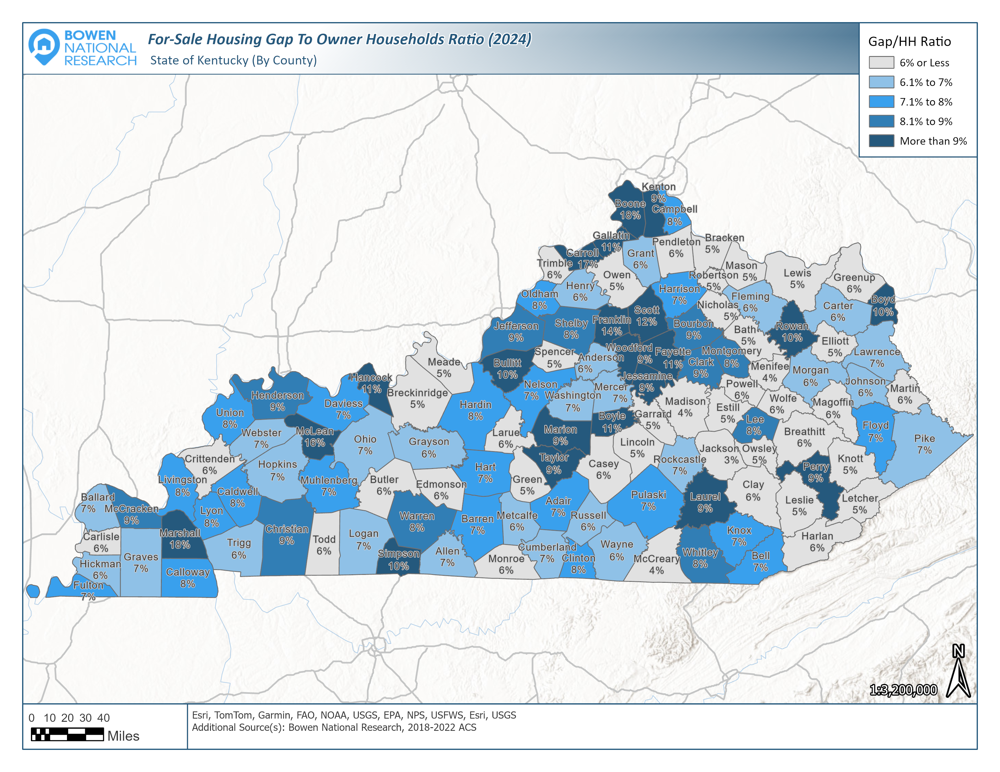 BOWEN
NATIONAL
RESEARCH
For-Sale Housing Gap To Owner Households Ratio (2024)
State of Kentucky (By County)
Gap/HH Ratio
6% or Less
6.1% to 7%
7.1% to 8%
8.1% to 9%
More than 9%
Kenton
9%
Boone
18%
Campbell
8%
Gallatin
11%
Carroll
17%
Grant
6%
Pendleton
6%
Bracken
5%
Trimble
6%
Owen
5%
Robertson
5%
Mason
5%
Lewis
5%
Greenup
6%
Oldham
8%
Henry
6%
Harrison
7%
Nicholas
5%
Fleming
6%
Carter
6%
Boyd
10%
Jefferson
9%
Shelby
8%
Franklin
14%
Scott
12%
Bourbon
9%
Bath
5%
Rowan
10%
Elliott
5%
Lawrence
7%
Bullitt
10%
Spencer
5%
Anderson
6%
Woodford
9%
Fayette
11%
Clark
9%
Montgomery
8%
Menifee
4%
Morgan
6%
Johnson
6%
Martin
6%
Meade
5%
Hancock
11%
Breckinridge
5%
Hardin
8%
Nelson
7%
Washington
7%
Mercer
7%
Jessamine
9%
Madison
4%
Powell
6%
Estill
5%
Wolfe
6%
Magoffin
6%
Union
8%
Henderson
9%
Daviess
7%
Larue
6%
Marion
9%
Boyle
11%
Garrard
5%
Lee
8%
Breathitt
6%
Floyd
7%
Pike
7%
Webster
7%
McLean
16%
Ohio
7%
Grayson
6%
Lincoln
5%
Jackson
3%
Owsley
5%
Crittenden
6%
Hopkins
7%
Hart
7%
Taylor
9%
Casey
6%
Rockcastle
7%
Perry
9%
Knott
5%
Livingston
8%
Caldwell
8%
Muhlenberg
7%
Butler
6%
Edmonson
6%
Green
5%
Pulaski
7%
Laurel
9%
Clay
6%
Leslie
5%
Letcher
5%
Ballard
7%
McCracken
9%
Lyon
8%
Christian
9%
Warren
8%
Barren
7%
Metcalfe
6%
Adair
7%
Russell
6%
Carlisle
6%
Marshall
18%
Trigg
6%
Todd
6%
Logan
7%
Simpson
10%
Allen
7%
Monroe
6%
Cumberland
7%
Clinton
8%
Wayne
6%
McCreary
4%
Whitley
8%
Knox
7%
Bell
7%
Harlan
6%
Hickman
6%
Graves
7%
Calloway
8%
Fulton
7%
N
1:3,200,000
0 10 20 30 40
Miles
Esri, TomTom, Garmin, FAO, NOAA, USGS, EPA, NPS, USFWS, Esri, USGS
Additional Source(s): Bowen National Research, 2018-2022 ACS